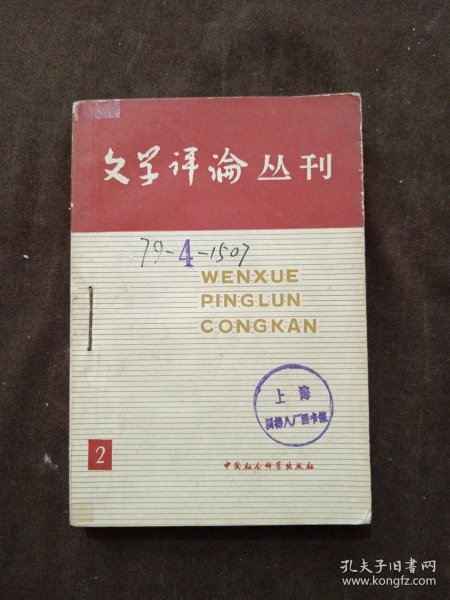 文学评论丛刊
79-4-1507
WENXUE
PINGLUN
CONGKAN
上海
2
中国社会科学出版社
孔夫子旧书网
www.kongfz.com